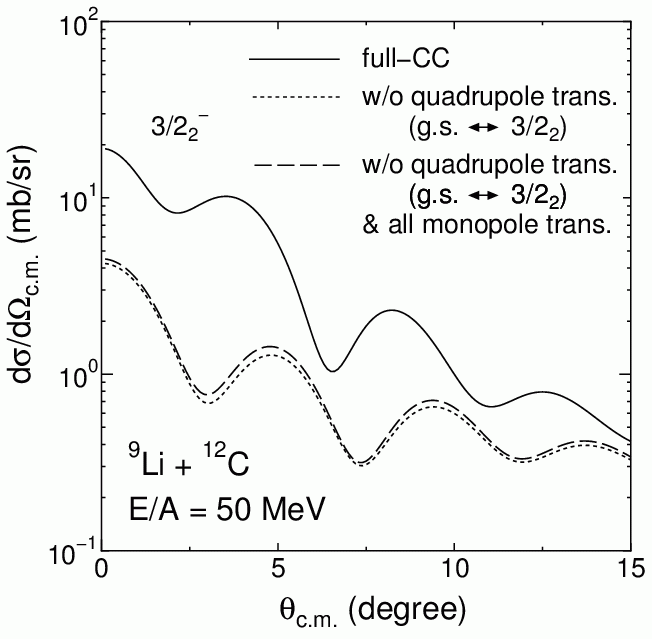 10²
full−CC
w/o quadrupole trans.
(g.s. ↔ 3/2₂)
3/2₂⁻
w/o quadrupole trans.
(g.s. ↔ 3/2₂)
& all monopole trans.
10¹
dσ/dΩc.m. (mb/sr)
10⁰
⁹Li + ¹²C
E/A = 50 MeV
10⁻¹
0 5 10 15
θc.m. (degree)